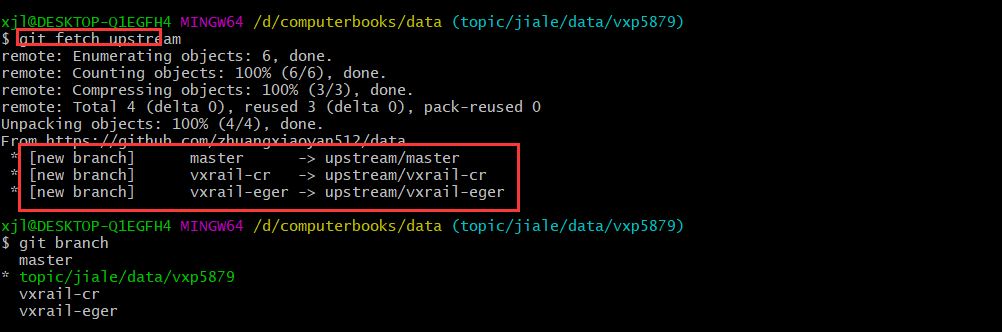 xjl@DESKTOP-Q1EGFH4 MINGW64 /d/computerbooks/data (topic/jiale/data/vxp5879)
$ git fetch upstream
remote: Enumerating objects: 6, done.
remote: Counting objects: 100% (6/6), done.
remote: Compressing objects: 100% (3/3), done.
remote: Total 4 (delta 0), reused 3 (delta 0), pack-reused 0
Unpacking objects: 100% (4/4), done.
From https://github.com/zhuangxiaoyan512/data
* [new branch]      master      -> upstream/master
* [new branch]      vxrail-cr   -> upstream/vxrail-cr
* [new branch]      vxrail-eger -> upstream/vxrail-eger
xjl@DESKTOP-Q1EGFH4 MINGW64 /d/computerbooks/data (topic/jiale/data/vxp5879)
$ git branch
master
* topic/jiale/data/vxp5879
vxrail-cr
vxrail-eger